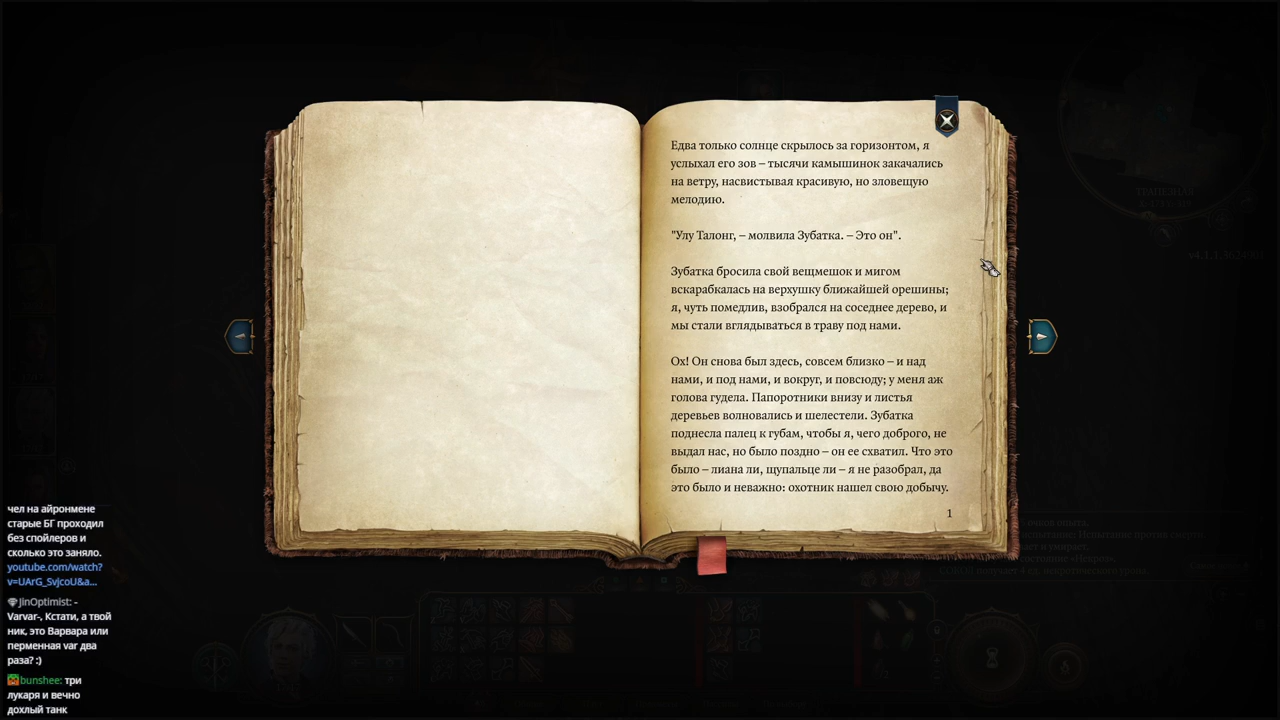 Едва только солнце скрылось за горизонтом, я
услыхал его зов – тысячи камышинок закачались
на ветру, насвистывая красивую, но зловещую
мелодию.
"Улу Талонг, – молвила Зубатка. – Это он".
Зубатка бросила свой вещмешок и мигом
вскарабкалась на верхушку ближайшей орешины;
я, чуть помедлив, взобрался на соседнее дерево, и
мы стали вглядываться в траву под нами.
Ох! Он снова был здесь, совсем близко – и над
нами, и под нами, и вокруг, и повсюду; у меня аж
голова гудела. Папоротники внизу и листья
деревьев волновались и шелестели. Зубатка
поднесла палец к губам, чтобы я, чего доброго, не
выдал нас, но было поздно – он ее схватил. Что это
было – лиана ли, щупальце ли – я не разобрал, да
это было и неважно: охотник нашел свою добычу.
1
чел на айронмене
старые БГ проходил
без спойлеров и
сколько это заняло.
youtube.com/watch?
v=UArG_SvjcoU&a...
JinOptimist: -
Varvar-, Кстати, а твой
ник, это Варвара или
перменная var два
раза? :)
bunshee: три
лукаря и вечно
дохлый танк